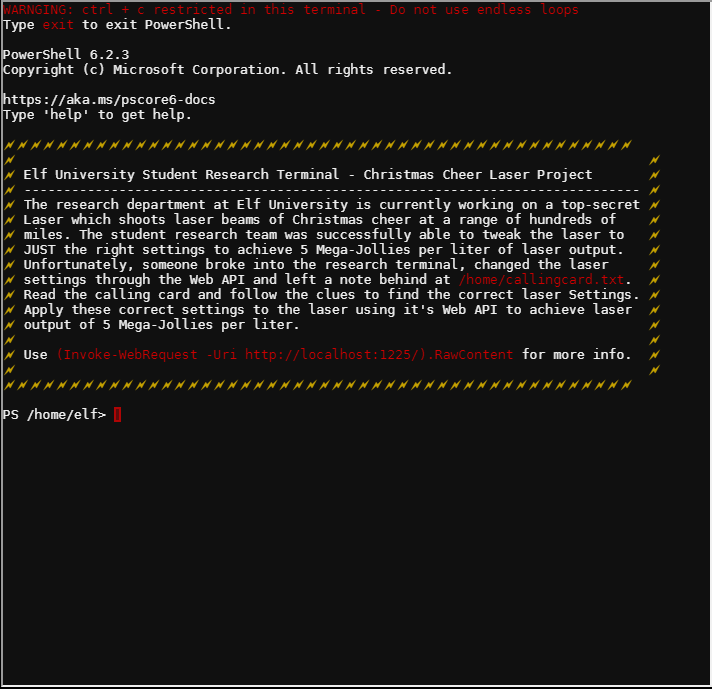 WARNGING: ctrl + c restricted in this terminal - Do not use endless loops
Type exit to exit PowerShell.
PowerShell 6.2.3
Copyright (c) Microsoft Corporation. All rights reserved.
https://aka.ms/pscore6-docs
Type 'help' to get help.
Elf University Student Research Terminal - Christmas Cheer Laser Project
------------------------------------------------------------------------------
The research department at Elf University is currently working on a top-secret
Laser which shoots laser beams of Christmas cheer at a range of hundreds of
miles. The student research team was successfully able to tweak the laser to
JUST the right settings to achieve 5 Mega-Jollies per liter of laser output.
Unfortunately, someone broke into the research terminal, changed the laser
settings through the Web API and left a note behind at /home/callingcard.txt.
Read the calling card and follow the clues to find the correct laser Settings.
Apply these correct settings to the laser using it's Web API to achieve laser
output of 5 Mega-Jollies per liter.
Use (Invoke-WebRequest -Uri http://localhost:1225/).RawContent for more info.
PS /home/elf>